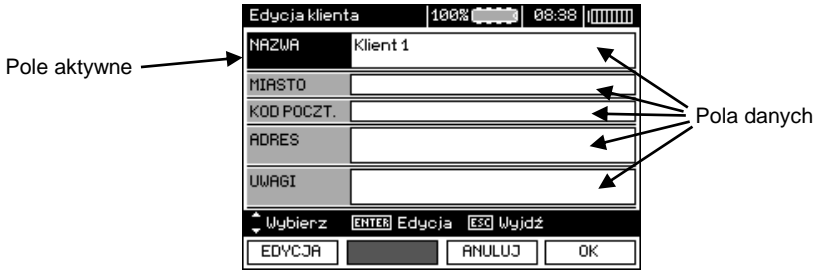 Edycja klienta 100% 08:38
NAZWA Klient 1
Pole aktywne
MIASTO
KOD POCZT.
Pola danych
ADRES
UWAGI
Wybierz ENTER Edycja ESC Wyjdź
EDYCJA ANULUJ OK